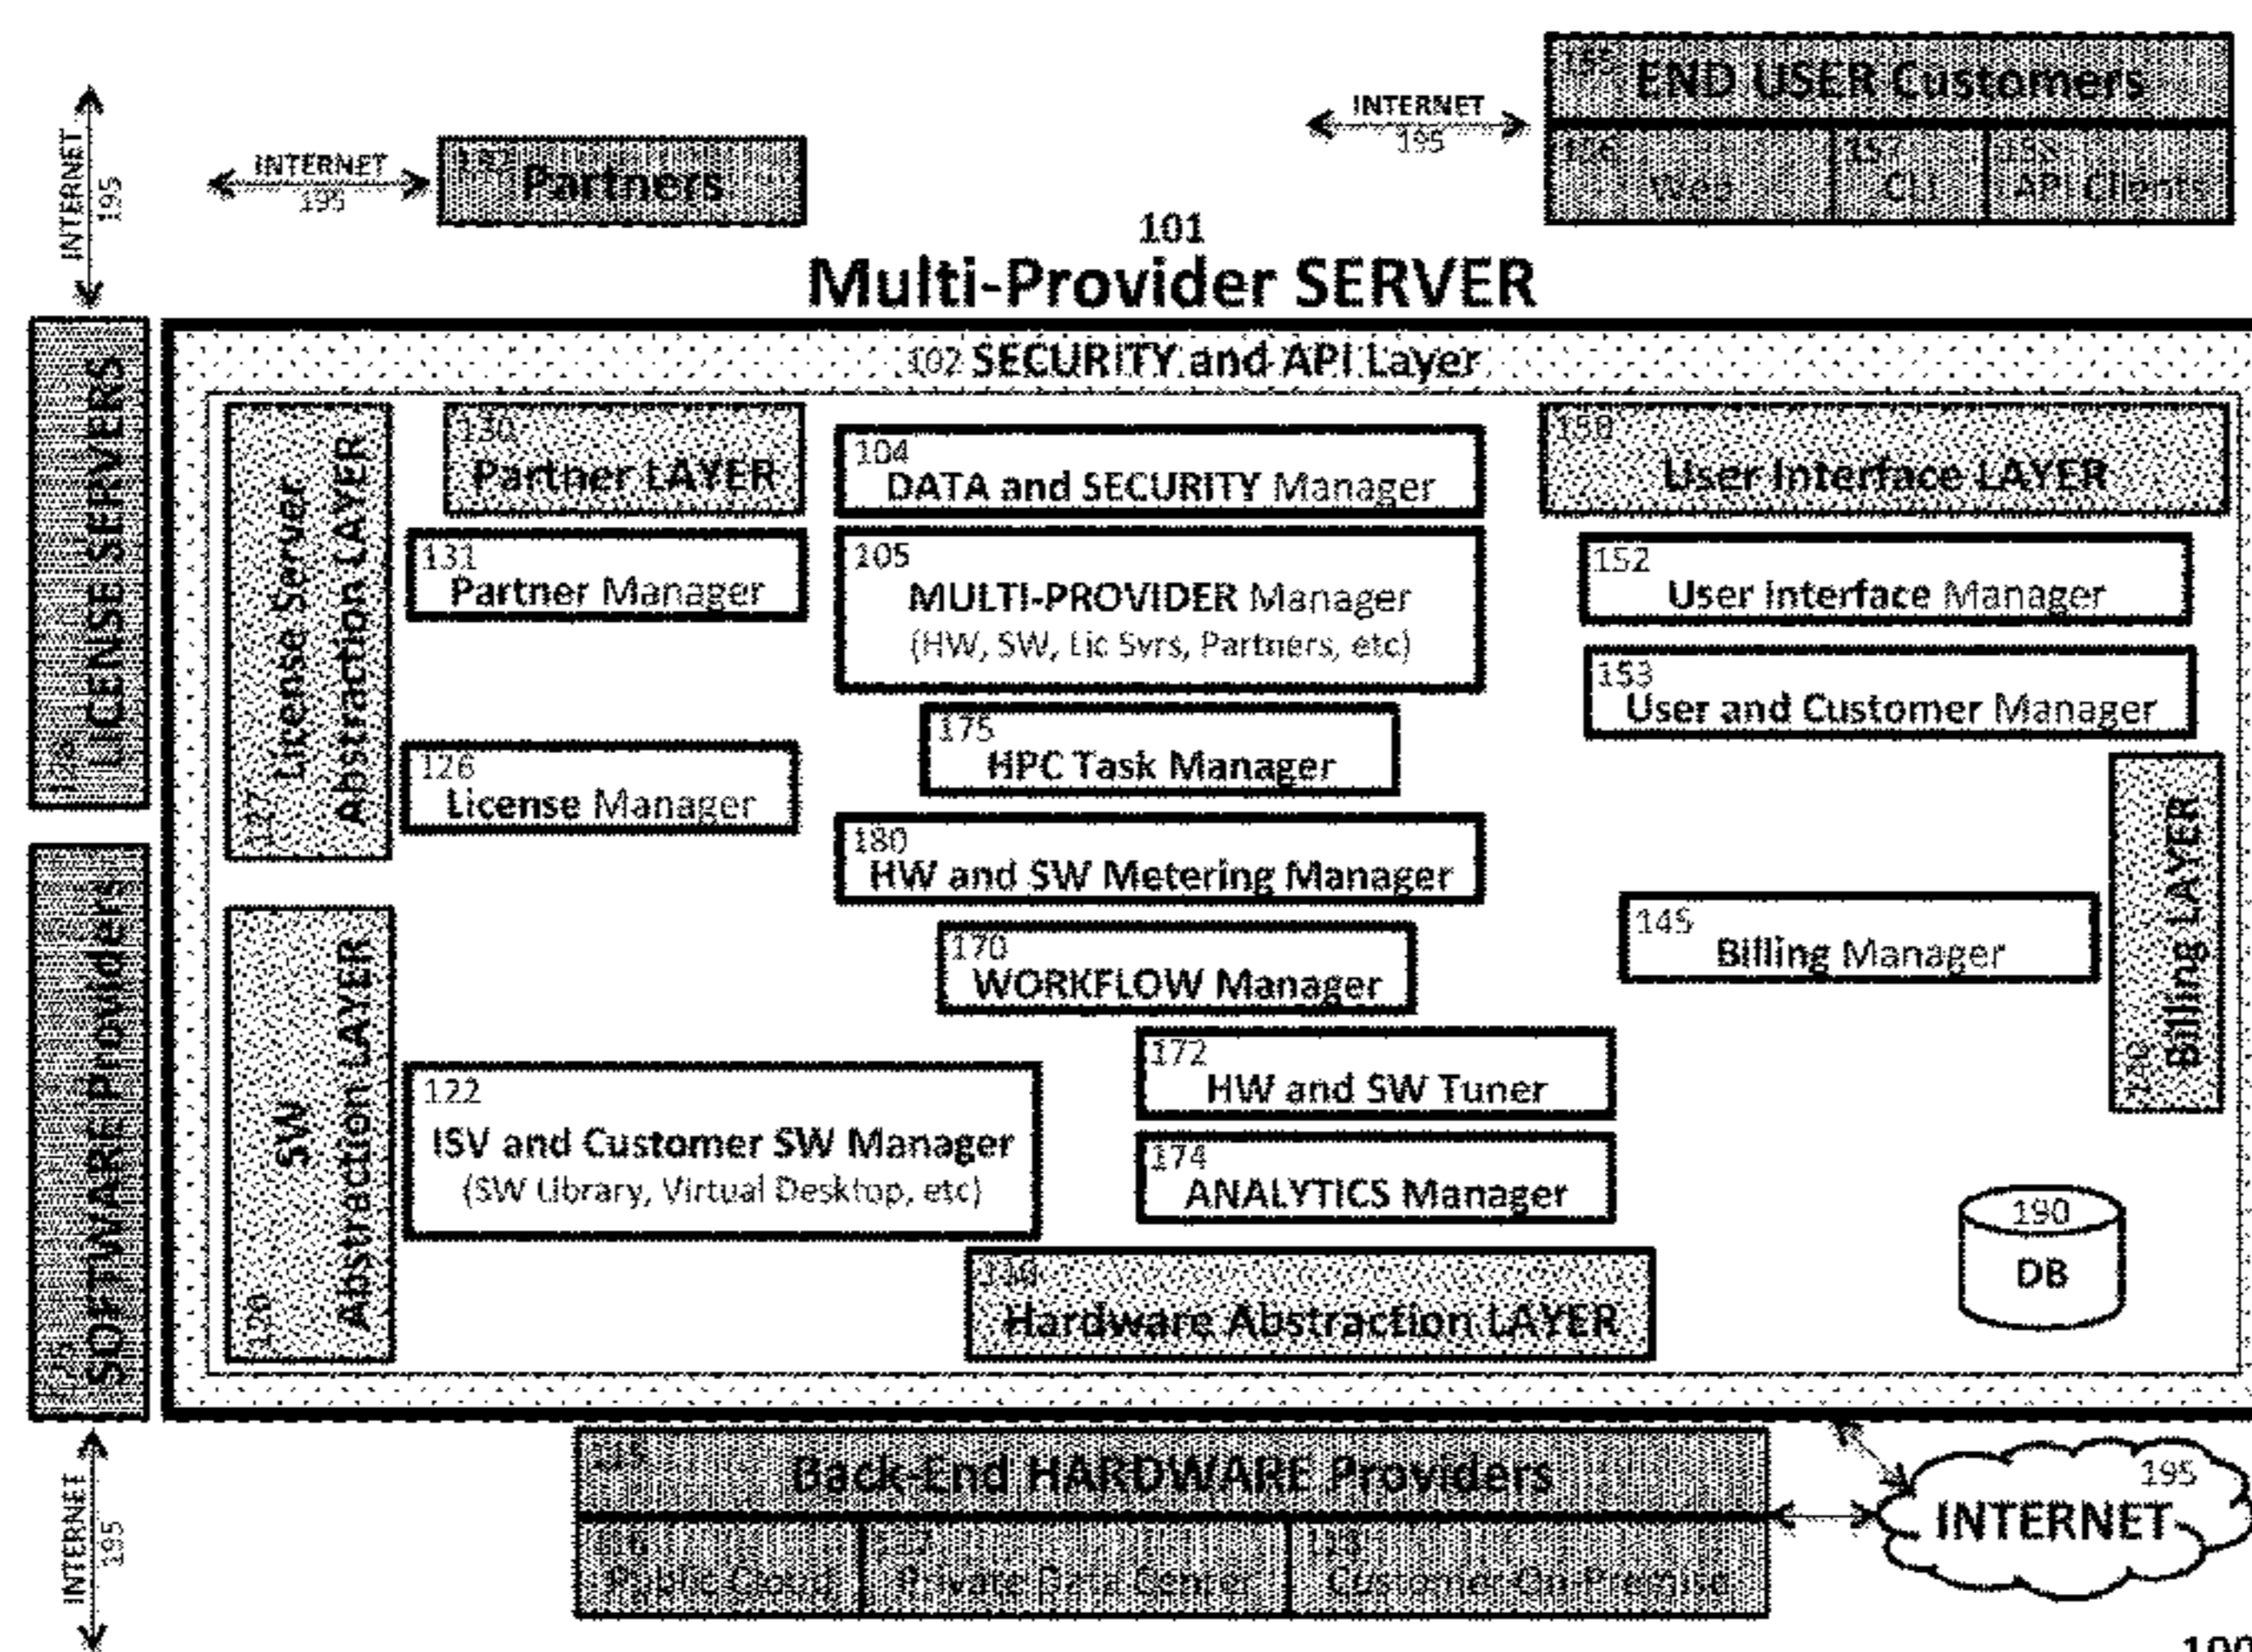 END USER Customers
INTERNET
195
INTERNET
195
INTERNET
195
Partners
156
Web
157
CLI
API Clients
101
Multi-Provider SERVER
LICENSE SERVERS
102 SECURITY and API Layer
127 License Server
Abstraction LAYER
130
Partner LAYER
104
DATA and SECURITY Manager
150
User Interface LAYER
131
Partner Manager
105
MULTI-PROVIDER Manager
(HW, SW, Lic Svrs, Partners, etc)
152
User Interface Manager
153
User and Customer Manager
175
HPC Task Manager
126
License Manager
180
HW and SW Metering Manager
SOFTWARE Providers
120
SW
Abstraction LAYER
170
WORKFLOW Manager
145
Billing Manager
140
Billing LAYER
172
HW and SW Tuner
122
ISV and Customer SW Manager
(SW Library, Virtual Desktop, etc)
174
ANALYTICS Manager
190
DB
110
Hardware Abstraction LAYER
INTERNET
195
Back-End HARDWARE Providers
116
Public Cloud
Private Data Center
Customer On-Premise
195
INTERNET